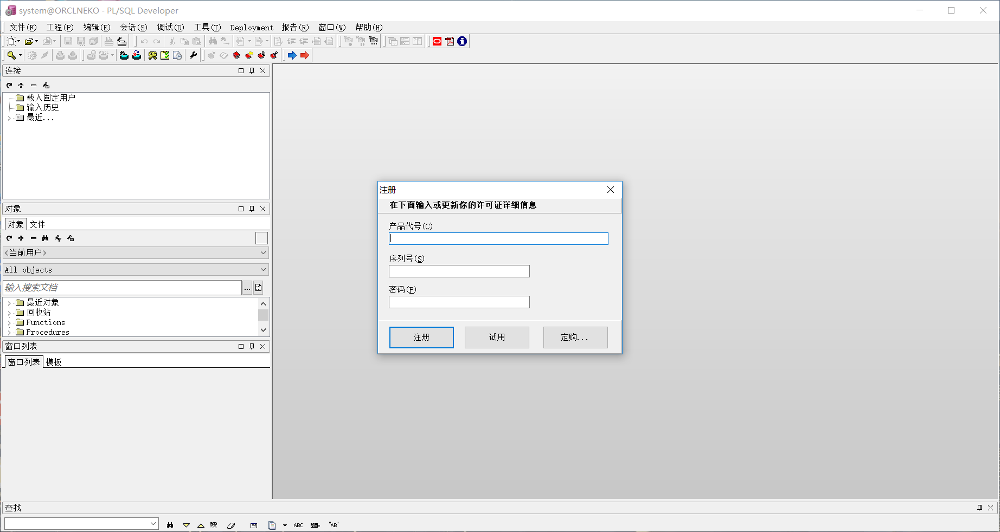 system@ORCLNEKO - PL/SQL Developer
文件(F) 工程(P) 编辑(E) 会话(S) 调试(D) 工具(T) Deployment 报告(R) 窗口(W) 帮助(H)
连接
载入固定用户
输入历史
最近...
对象
对象 文件
<当前用户>
All objects
输入搜索文档
...
最近对象
回收站
Functions
Procedures
窗口列表
窗口列表 模板
注册
在下面输入或更新你的许可证详细信息
产品代号(C)
序列号(S)
密码(P)
注册 试用 定购...
查找
ABC "AB"